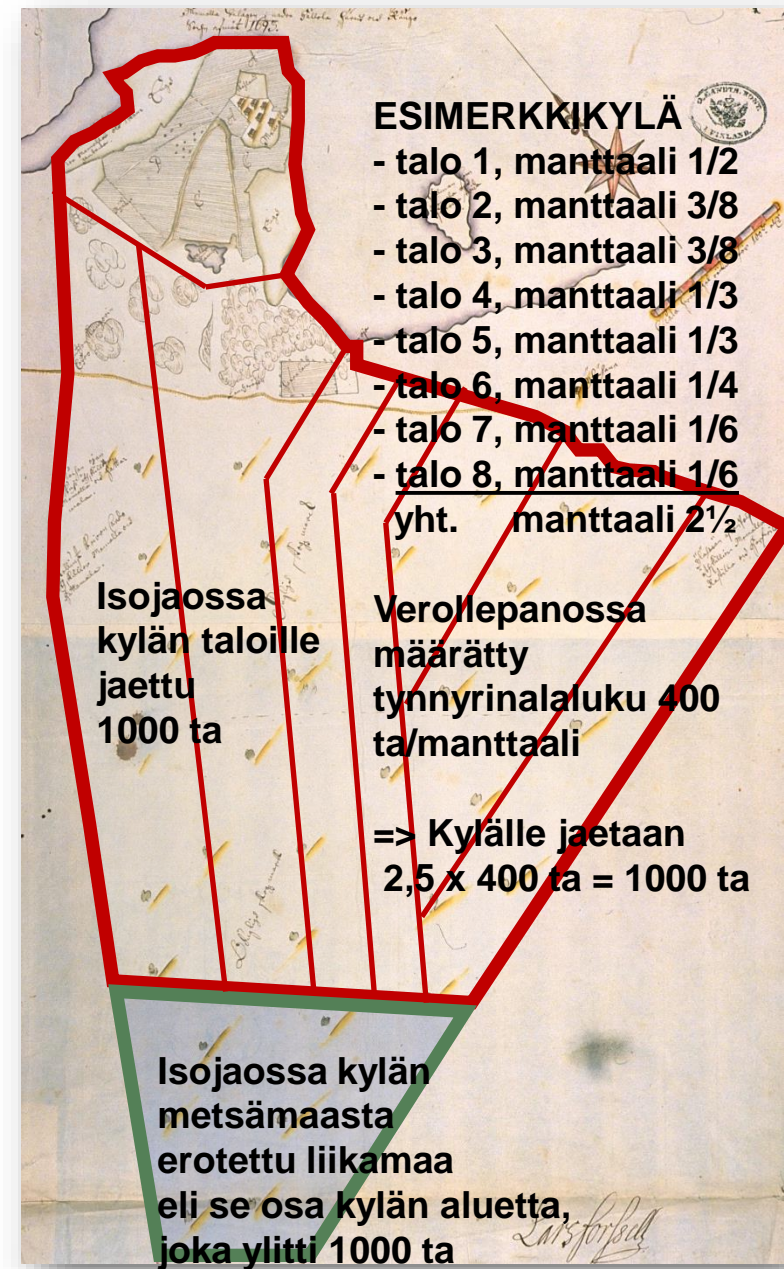 1695.
ESIMERKKIKYLÄ
- talo 1, manttaali 1/2
- talo 2, manttaali 3/8
- talo 3, manttaali 3/8
- talo 4, manttaali 1/3
- talo 5, manttaali 1/3
- talo 6, manttaali 1/4
- talo 7, manttaali 1/6
- talo 8, manttaali 1/6
yht. manttaali 2½
Isojaossa
kylän taloille
jaettu
1000 ta
Verollepanossa
määrätty
tynnyrinalaluku 400
ta/manttaali
=> Kylälle jaetaan
2,5 x 400 ta = 1000 ta
Isojaossa kylän
metsämaasta
erotettu liikamaa
eli se osa kylän aluetta,
joka ylitti 1000 ta